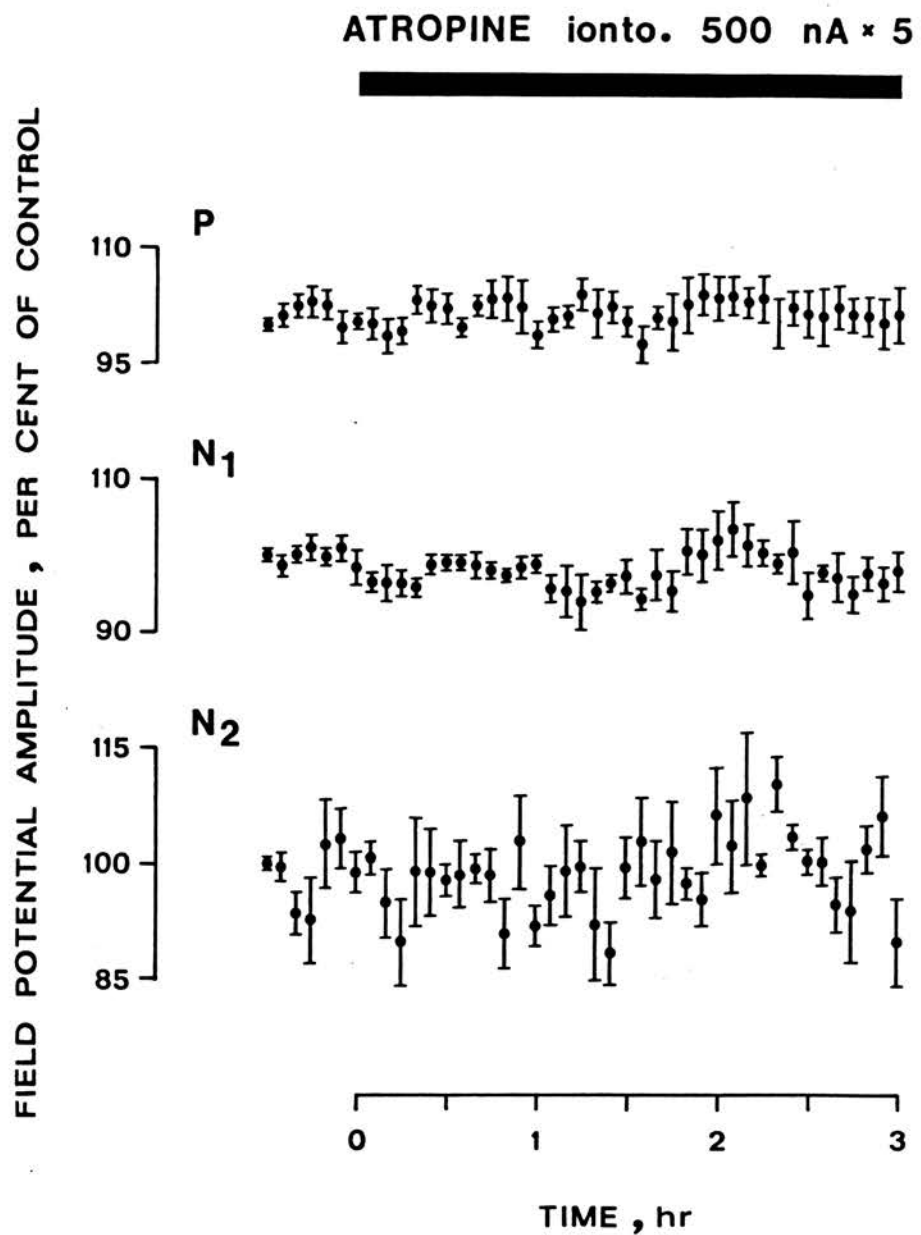 ATROPINE ionto. 500 nA × 5
FIELD POTENTIAL AMPLITUDE, PER CENT OF CONTROL
P
110
95
N1
110
90
N2
115
100
85
0 1 2 3
TIME, hr